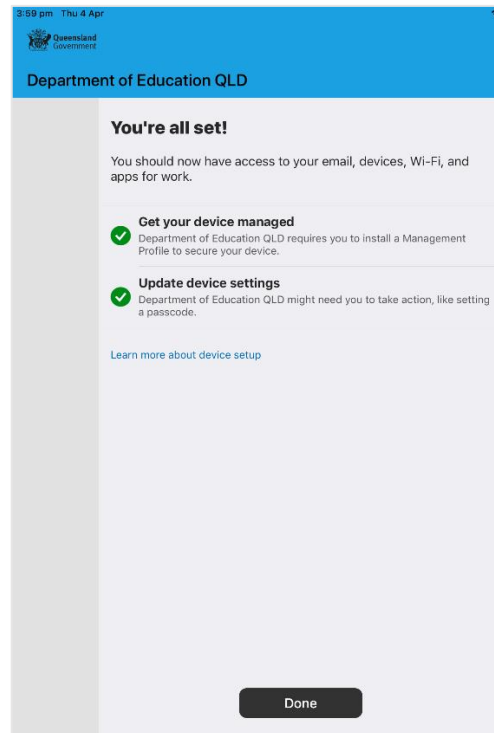 3:59 pm Thu 4 Apr
Queensland
Government
Department of Education QLD
You're all set!
You should now have access to your email, devices, Wi-Fi, and
apps for work.
Get your device managed
Department of Education QLD requires you to install a Management
Profile to secure your device.
Update device settings
Department of Education QLD might need you to take action, like setting
a passcode.
Learn more about device setup
Done